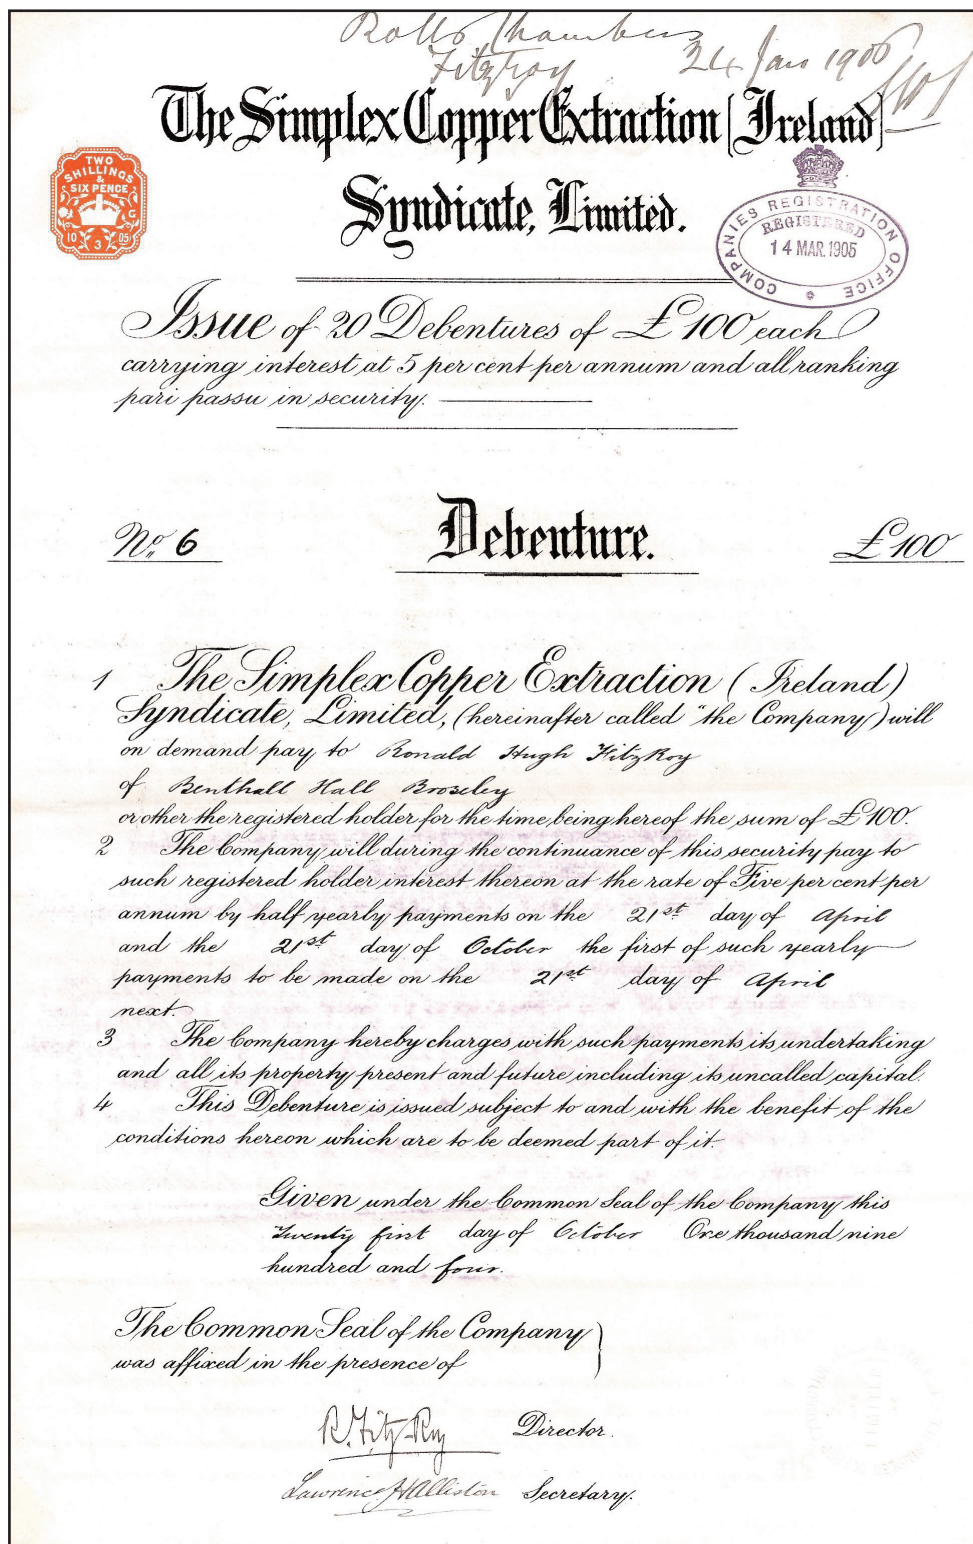 Rolls Chambers
FitzRoy 24 Jan 1906
The Simplex Copper Extraction (Ireland)
Syndicate, Limited.
TWO
SHILLINGS
&
SIX PENCE
G
10 3 05
COMPANIES REGISTRATION OFFICE
REGISTERED
14 MAR. 1905
Issue of 20 Debentures of £100 each
carrying interest at 5 per cent per annum and all ranking
pari passu in security.
No. 6 Debenture. £100
1 The Simplex Copper Extraction (Ireland)
Syndicate, Limited, (hereinafter called "the Company) will
on demand pay to Ronald Hugh FitzRoy
of Benthall Hall Broseley
or other the registered holder for the time being hereof the sum of £100.
2 The Company will during the continuance of this security pay to
such registered holder interest thereon at the rate of Five per cent per
annum by half yearly payments on the 21st day of April
and the 21st day of October the first of such yearly
payments to be made on the 21st day of April
next.
3 The Company hereby charges with such payments its undertaking
and all its property present and future including its uncalled capital.
4 This Debenture is issued subject to and with the benefit of the
conditions hereon which are to be deemed part of it.
Given under the Common Seal of the Company this
Twenty first day of October One thousand nine
hundred and four.
The Common Seal of the Company
was affixed in the presence of
R. FitzRoy Director.
Lawrence J Alliston Secretary.